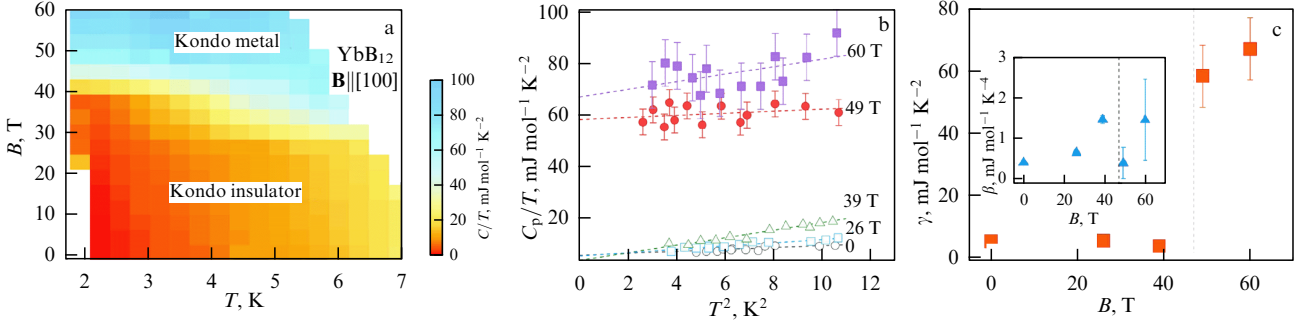 a
Kondo metal
YbB₁₂
B||[100]
Kondo insulator
60
50
40
30
20
10
0
B, T
2
3
4
5
6
7
T, K
100
80
60
40
20
0
C/T, mJ mol⁻¹ K⁻²
b
100
80
60
40
20
Cₚ/T, mJ mol⁻¹ K⁻²
60 T
49 T
39 T
26 T
0
0
2
4
6
8
10
12
T², K²
c
80
60
40
20
0
γ, mJ mol⁻¹ K⁻²
0
20
40
60
B, T
3
1.5
0
β, mJ mol⁻¹ K⁻⁴
0
20
40
60
80
B, T